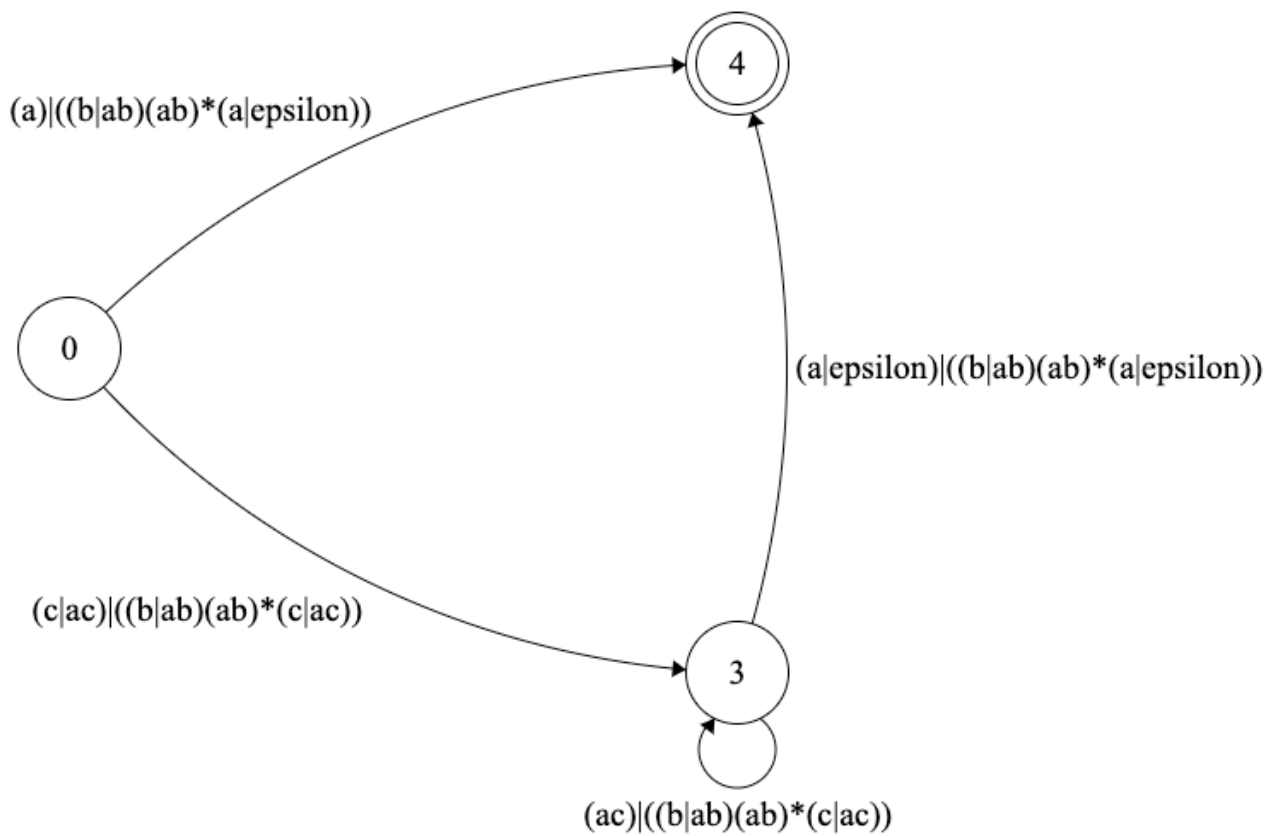 4
(a)|((b|ab)(ab)*(a|epsilon))
0
(a|epsilon)|((b|ab)(ab)*(a|epsilon))
(c|ac)|((b|ab)(ab)*(c|ac))
3
(ac)|((b|ab)(ab)*(c|ac))